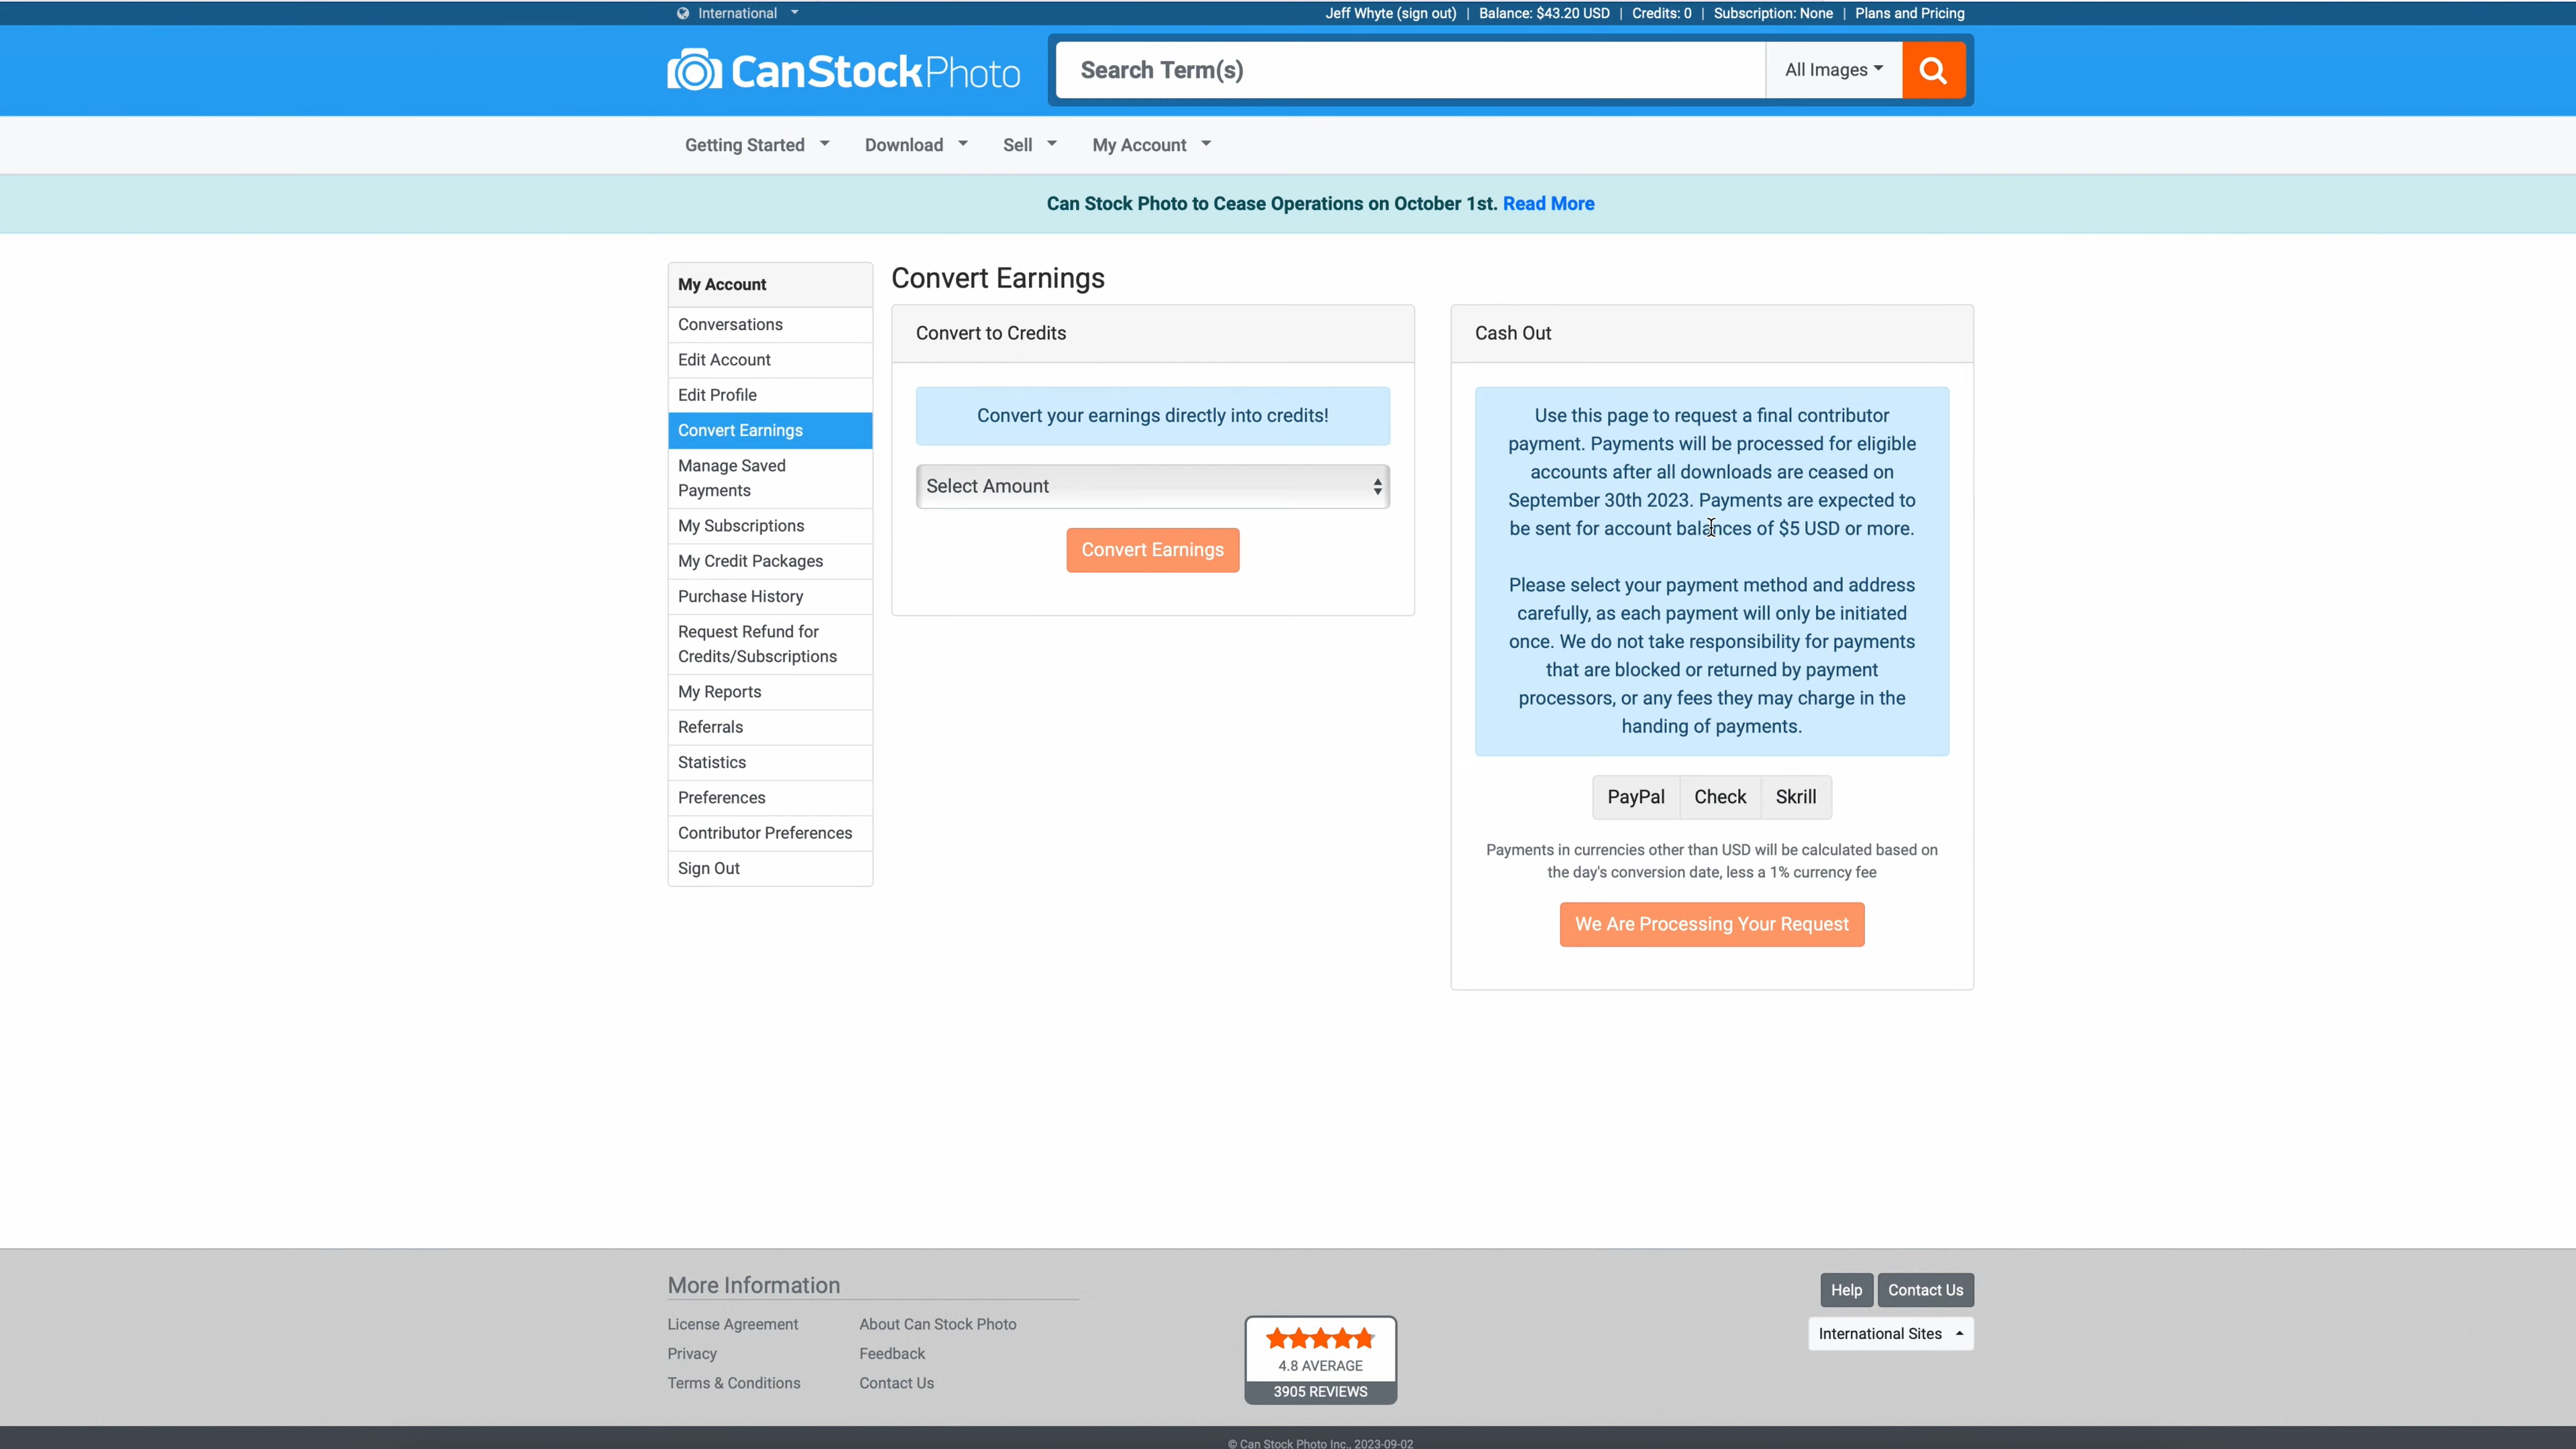 International
Jeff Whyte (sign out) | Balance: $43.20 USD | Credits: 0 | Subscription: None | Plans and Pricing
CanStockPhoto
Search Term(s)
All Images
Getting Started
Download
Sell
My Account
Can Stock Photo to Cease Operations on October 1st. Read More
My Account
Conversations
Edit Account
Edit Profile
Convert Earnings
Manage Saved
Payments
My Subscriptions
My Credit Packages
Purchase History
Request Refund for
Credits/Subscriptions
My Reports
Referrals
Statistics
Preferences
Contributor Preferences
Sign Out
Convert Earnings
Convert to Credits
Convert your earnings directly into credits!
Select Amount
Convert Earnings
Cash Out
Use this page to request a final contributor
payment. Payments will be processed for eligible
accounts after all downloads are ceased on
September 30th 2023. Payments are expected to
be sent for account balances of $5 USD or more.
Please select your payment method and address
carefully, as each payment will only be initiated
once. We do not take responsibility for payments
that are blocked or returned by payment
processors, or any fees they may charge in the
handing of payments.
PayPal
Check
Skrill
Payments in currencies other than USD will be calculated based on
the day's conversion date, less a 1% currency fee
We Are Processing Your Request
More Information
License Agreement
Privacy
Terms & Conditions
About Can Stock Photo
Feedback
Contact Us
4.8 AVERAGE
3905 REVIEWS
Help
Contact Us
International Sites
© Can Stock Photo Inc., 2023-09-02